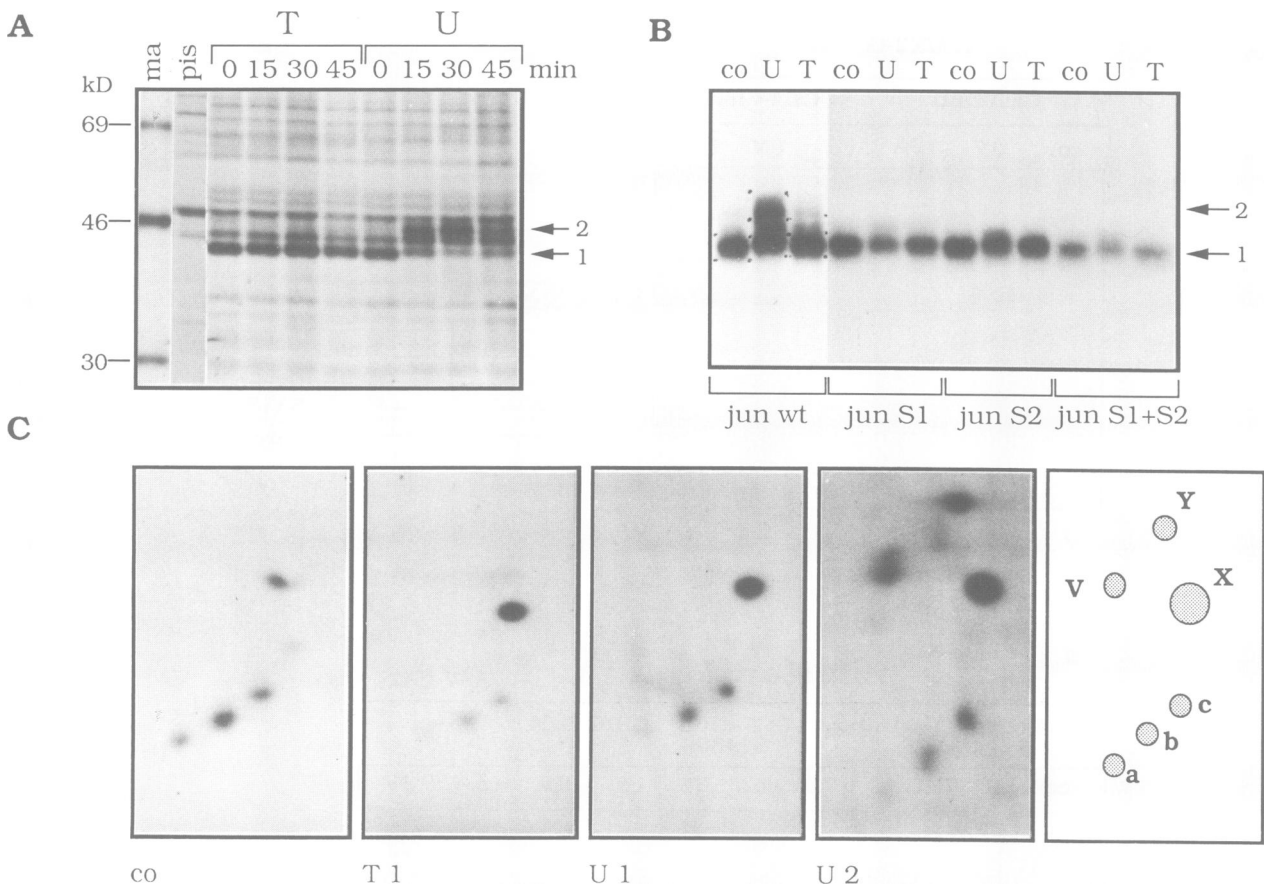 A
T U
ma pis 0 15 30 45 0 15 30 45 min
kD
69
46
30
2
1
B
co U T co U T co U T co U T
2
1
jun wt jun S1 jun S2 jun S1+S2
C
Y
V X
c
b
a
co T 1 U 1 U 2